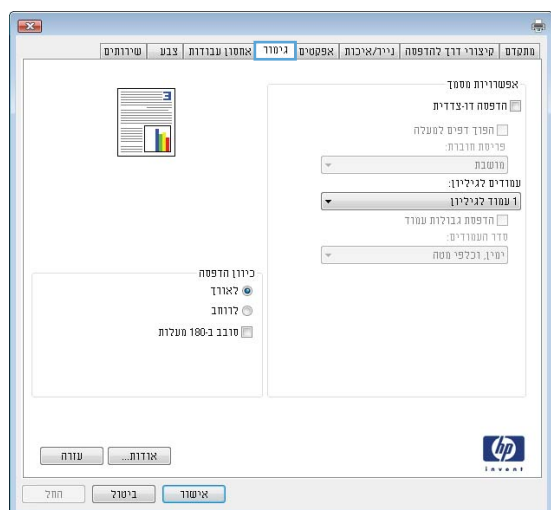 מתקדם קיצורי דרך להדפסה נייר/איכות אפקטים גימור אחסון עבודות צבע שירותים
אפשרויות מסמך
הדפסה דו-צדדית
הפוך דפים למעלה
פריסת חוברת:
מושבת
עמודים לגיליון:
1 עמוד לגיליון
הדפסת גבולות עמוד
סדר העמודים:
ימין, וכלפי מטה
כיוון הדפסה
לאורך
לרוחב
סובב ב-180 מעלות
E
hp
invent
אודות... עזרה
אישור ביטול החל